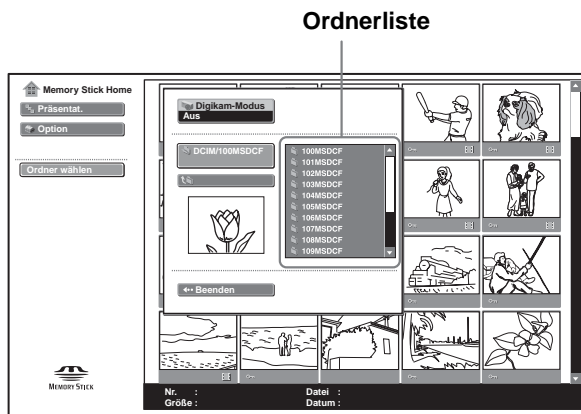 Ordnerliste
Memory Stick Home
Präsentat.
Option
Ordner wählen
Digikam-Modus
Aus
DCIM/100MSDCF
100MSDCF
101MSDCF
102MSDCF
103MSDCF
104MSDCF
105MSDCF
106MSDCF
107MSDCF
108MSDCF
109MSDCF
Beenden
MEMORY STICK
Nr. : Datei :
Größe : Datum :